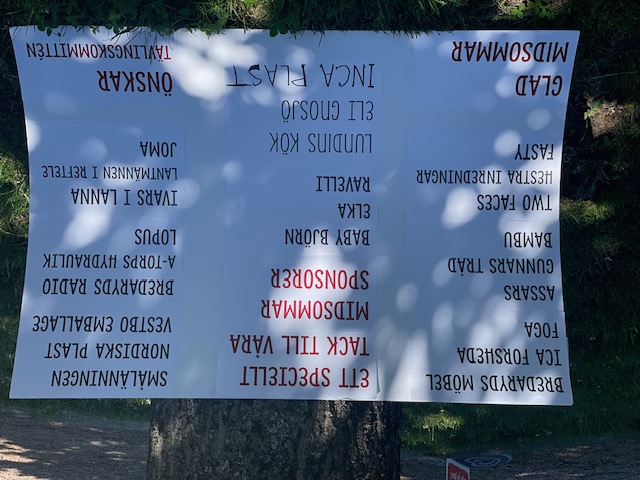 BREDARYDS MÖBEL
ICA FORSHEDA
FOGA
ASSARS
GUNNARS TRÄD
BAMBU
TWO FACES
HESTRA INREDNINGAR
FASTY
GLAD
MIDSOMMAR
ETT SPECIELLT
TACK TILL VÅRA
MIDSOMMAR
SPONSORER
BABY BJÖRN
ELKA
RAVELLI
LUNDINS KÖK
ELI GNOSJÖ
INCA PLAST
SMÅLÄNNINGEN
NORDISKA PLAST
VESTBO EMBALLAGE
BREDARYDS RADIO
A-TORPS HYDRAULIK
LOPUS
IVARS I LANNA
LANTMÄNNEN I REFTELE
JOMA
ÖNSKAR
TÄVLINGSKOMMITTÉN